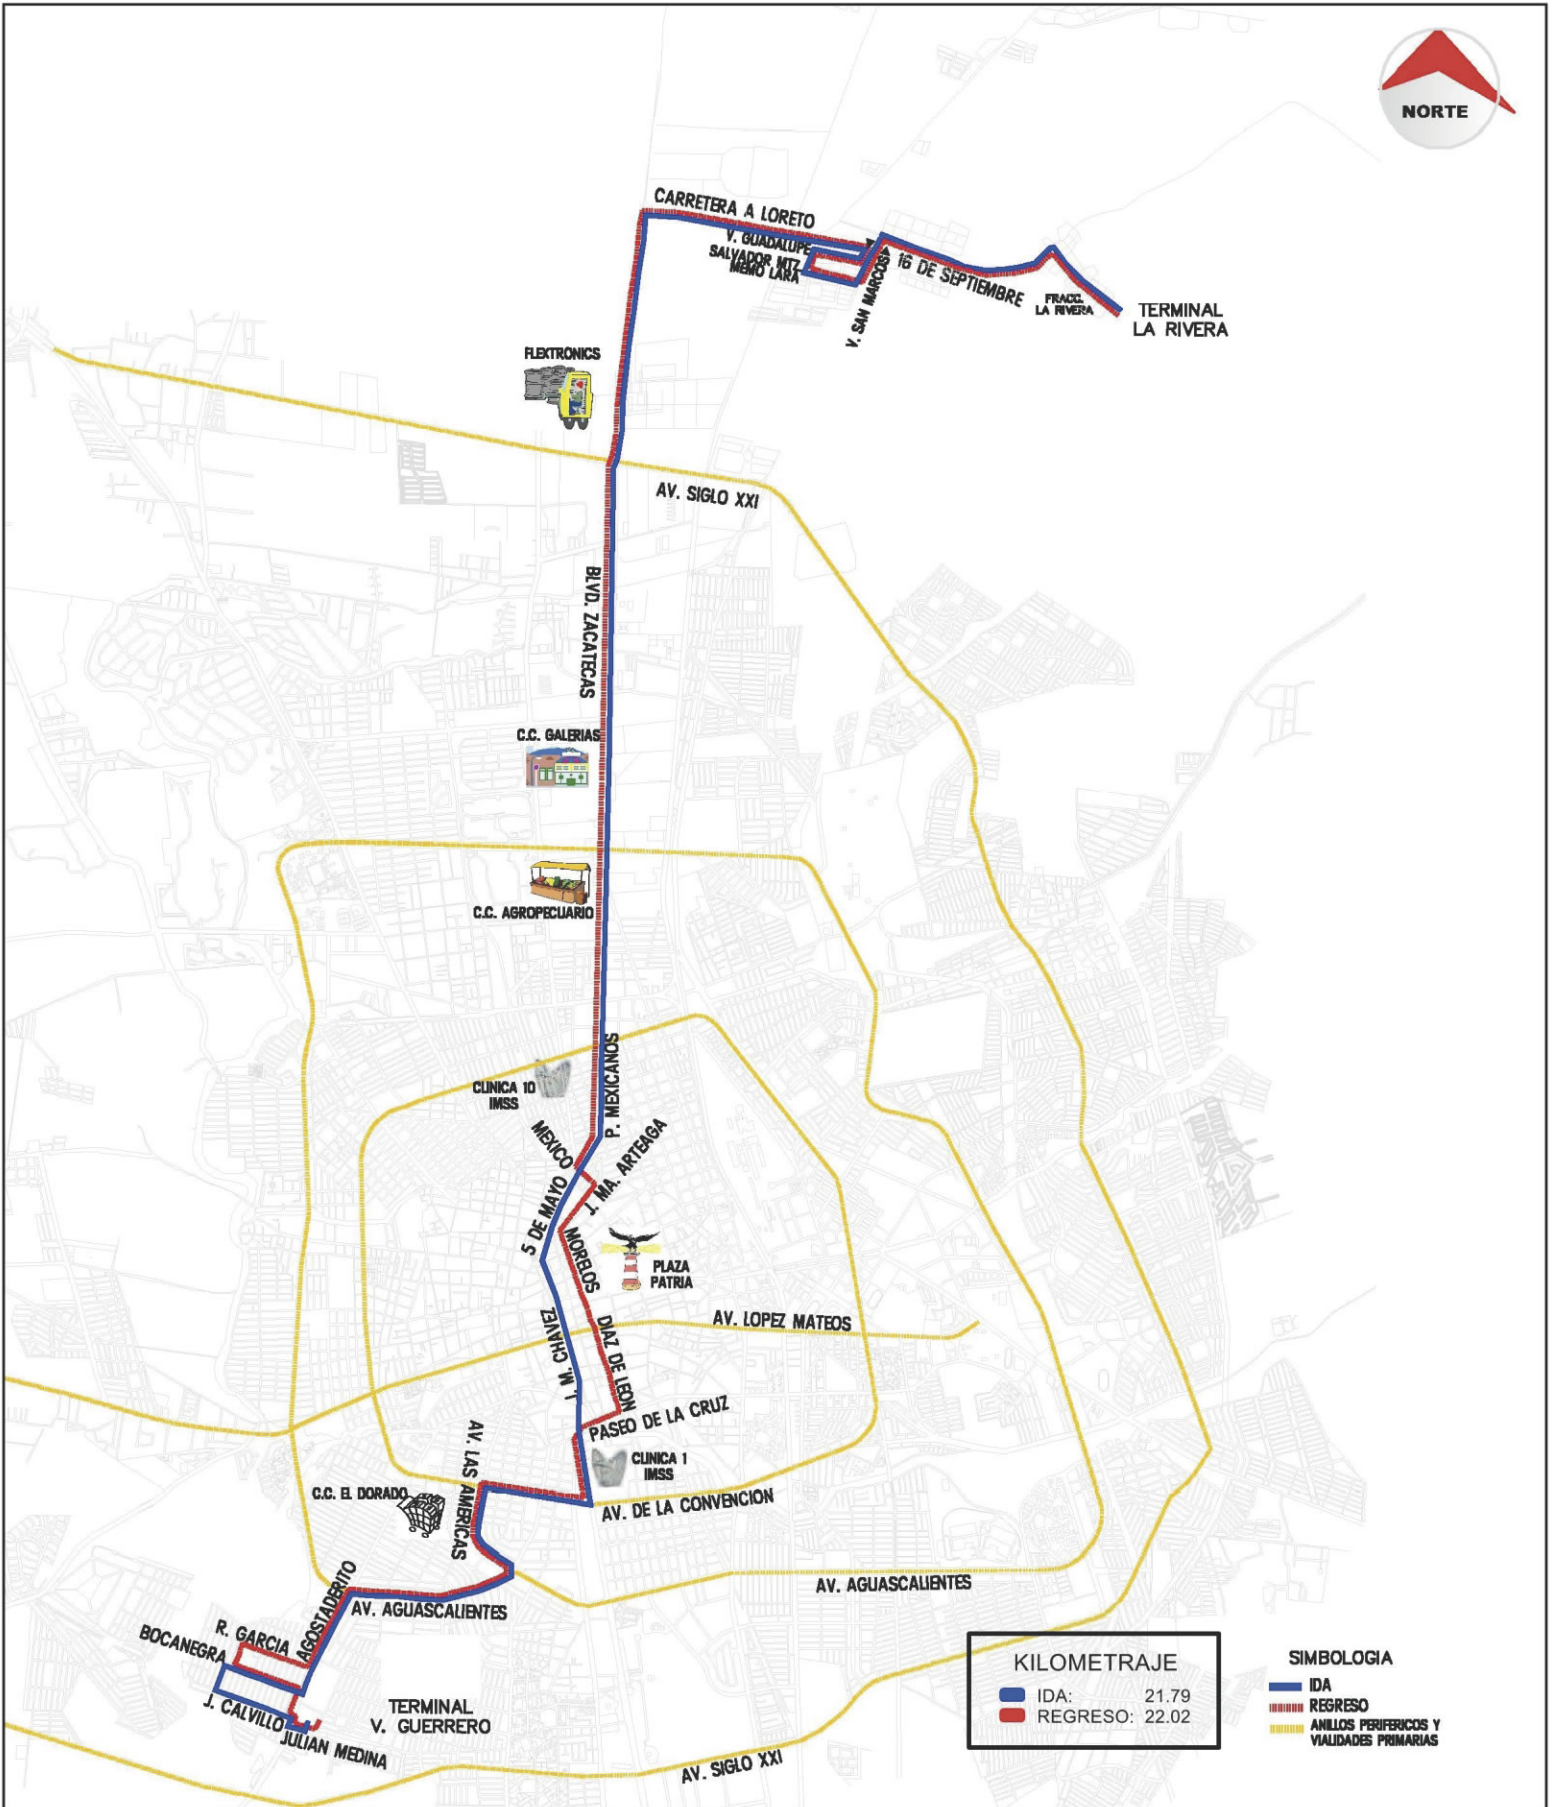 NORTE
CARRETERA A LORETO
V. GUADALUPE
SALVADOR MTZ
MEMO LARA
V. SAN MARCOS
16 DE SEPTIEMBRE
FRACC.
LA RIVERA
TERMINAL
LA RIVERA
FLEXTRONICS
AV. SIGLO XXI
BLVD. ZACATECAS
C.C. GALERIAS
C.C. AGROPECUARIO
P. MEXICANOS
CLINICA 10
IMSS
MEXICO
J. MA. ARTEAGA
5 DE MAYO
MORELOS
PLAZA
PATRIA
J. M. CHAVEZ
DIAZ DE LEON
AV. LOPEZ MATEOS
PASEO DE LA CRUZ
AV. LAS AMERICAS
CLINICA 1
IMSS
C.C. EL DORADO
AV. DE LA CONVENCION
AGOSTADERITO
AV. AGUASCALIENTES
AV. AGUASCALIENTES
R. GARCIA
BOCANEGRA
J. CALVILLO
JULIAN MEDINA
TERMINAL
V. GUERRERO
AV. SIGLO XXI
KILOMETRAJE
IDA: 21.79
REGRESO: 22.02
SIMBOLOGIA
IDA
REGRESO
ANILLOS PERIFERICOS Y
VIALIDADES PRIMARIAS